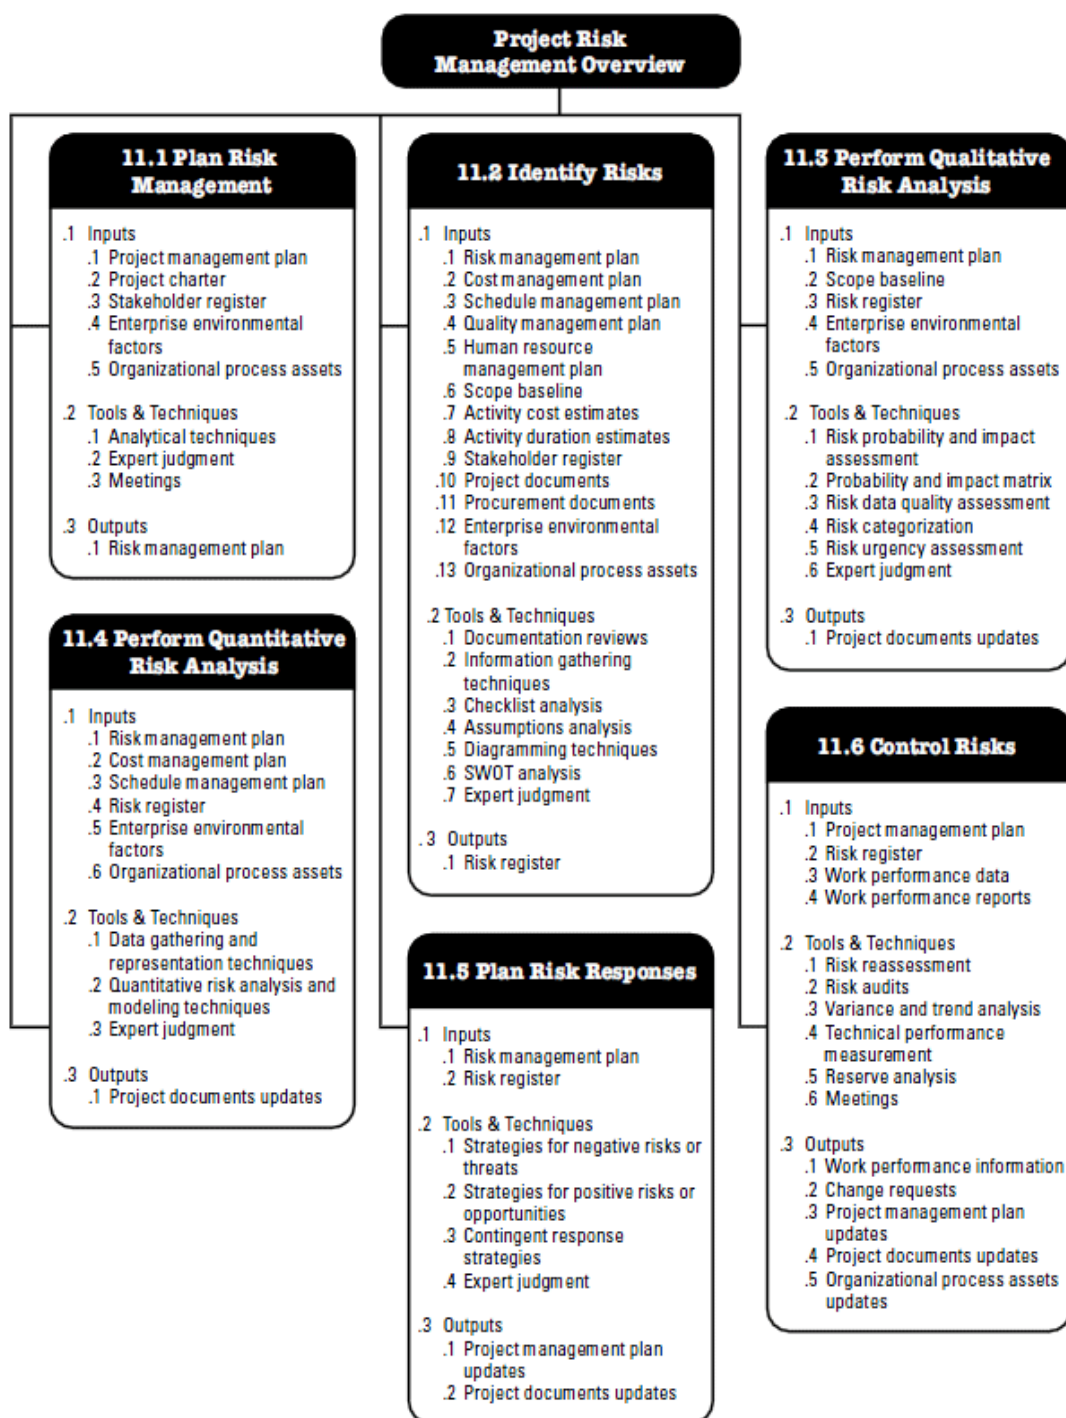 Project Risk
Management Overview
11.1 Plan Risk
Management
.1 Inputs
.1 Project management plan
.2 Project charter
.3 Stakeholder register
.4 Enterprise environmental
factors
.5 Organizational process assets
.2 Tools & Techniques
.1 Analytical techniques
.2 Expert judgment
.3 Meetings
.3 Outputs
.1 Risk management plan
11.2 Identify Risks
.1 Inputs
.1 Risk management plan
.2 Cost management plan
.3 Schedule management plan
.4 Quality management plan
.5 Human resource
management plan
.6 Scope baseline
.7 Activity cost estimates
.8 Activity duration estimates
.9 Stakeholder register
.10 Project documents
.11 Procurement documents
.12 Enterprise environmental
factors
.13 Organizational process assets
.2 Tools & Techniques
.1 Documentation reviews
.2 Information gathering
techniques
.3 Checklist analysis
.4 Assumptions analysis
.5 Diagramming techniques
.6 SWOT analysis
.7 Expert judgment
.3 Outputs
.1 Risk register
11.3 Perform Qualitative
Risk Analysis
.1 Inputs
.1 Risk management plan
.2 Scope baseline
.3 Risk register
.4 Enterprise environmental
factors
.5 Organizational process assets
.2 Tools & Techniques
.1 Risk probability and impact
assessment
.2 Probability and impact matrix
.3 Risk data quality assessment
.4 Risk categorization
.5 Risk urgency assessment
.6 Expert judgment
.3 Outputs
.1 Project documents updates
11.4 Perform Quantitative
Risk Analysis
.1 Inputs
.1 Risk management plan
.2 Cost management plan
.3 Schedule management plan
.4 Risk register
.5 Enterprise environmental
factors
.6 Organizational process assets
.2 Tools & Techniques
.1 Data gathering and
representation techniques
.2 Quantitative risk analysis and
modeling techniques
.3 Expert judgment
.3 Outputs
.1 Project documents updates
11.5 Plan Risk Responses
.1 Inputs
.1 Risk management plan
.2 Risk register
.2 Tools & Techniques
.1 Strategies for negative risks or
threats
.2 Strategies for positive risks or
opportunities
.3 Contingent response
strategies
.4 Expert judgment
.3 Outputs
.1 Project management plan
updates
.2 Project documents updates
11.6 Control Risks
.1 Inputs
.1 Project management plan
.2 Risk register
.3 Work performance data
.4 Work performance reports
.2 Tools & Techniques
.1 Risk reassessment
.2 Risk audits
.3 Variance and trend analysis
.4 Technical performance
measurement
.5 Reserve analysis
.6 Meetings
.3 Outputs
.1 Work performance information
.2 Change requests
.3 Project management plan
updates
.4 Project documents updates
.5 Organizational process assets
updates